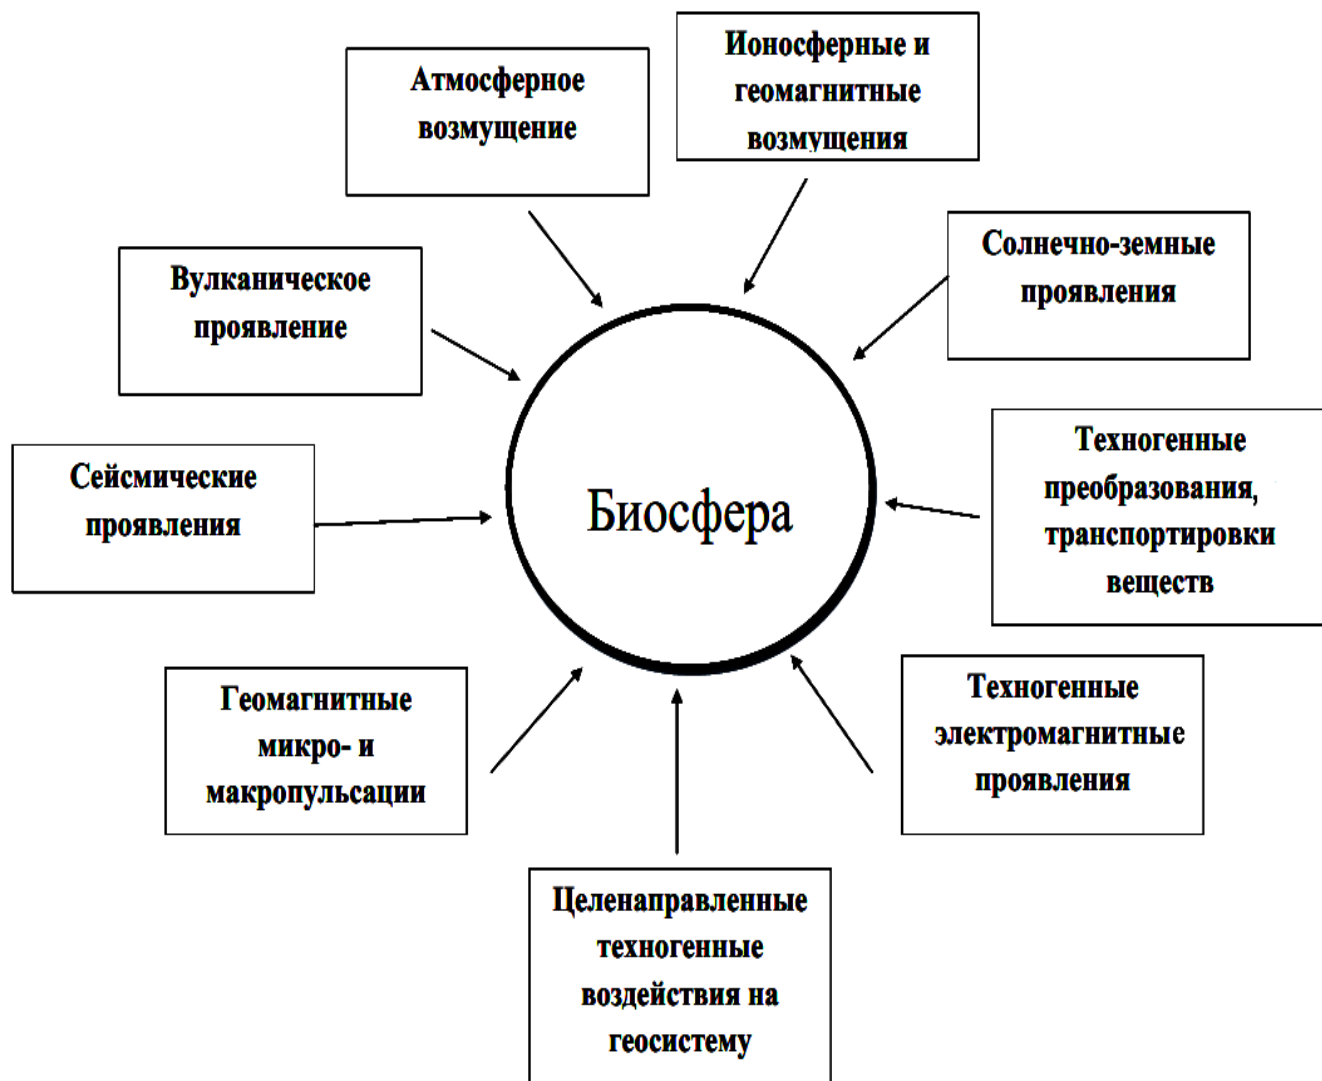 Ионосферные и
геомагнитные
возмущения
Атмосферное
возмущение
Солнечно-земные
проявления
Вулканическое
проявление
Техногенные
преобразования,
транспортировки
веществ
Сейсмические
проявления
Биосфера
Техногенные
электромагнитные
проявления
Геомагнитные
микро- и
макропульсации
Целенаправленные
техногенные
воздействия на
геосистему